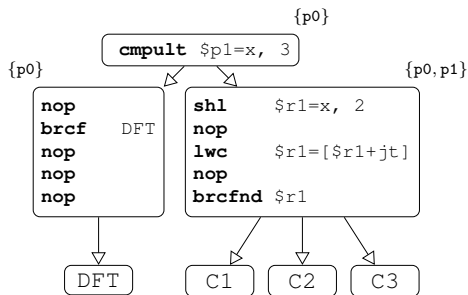 {p0}
cmpult $p1=x, 3
{p0}
{p0,p1}
nop
brcf DFT
nop
nop
nop
shl $r1=x, 2
nop
lwc $r1=[$r1+jt]
nop
brcfnd $r1
DFT
C1
C2
C3